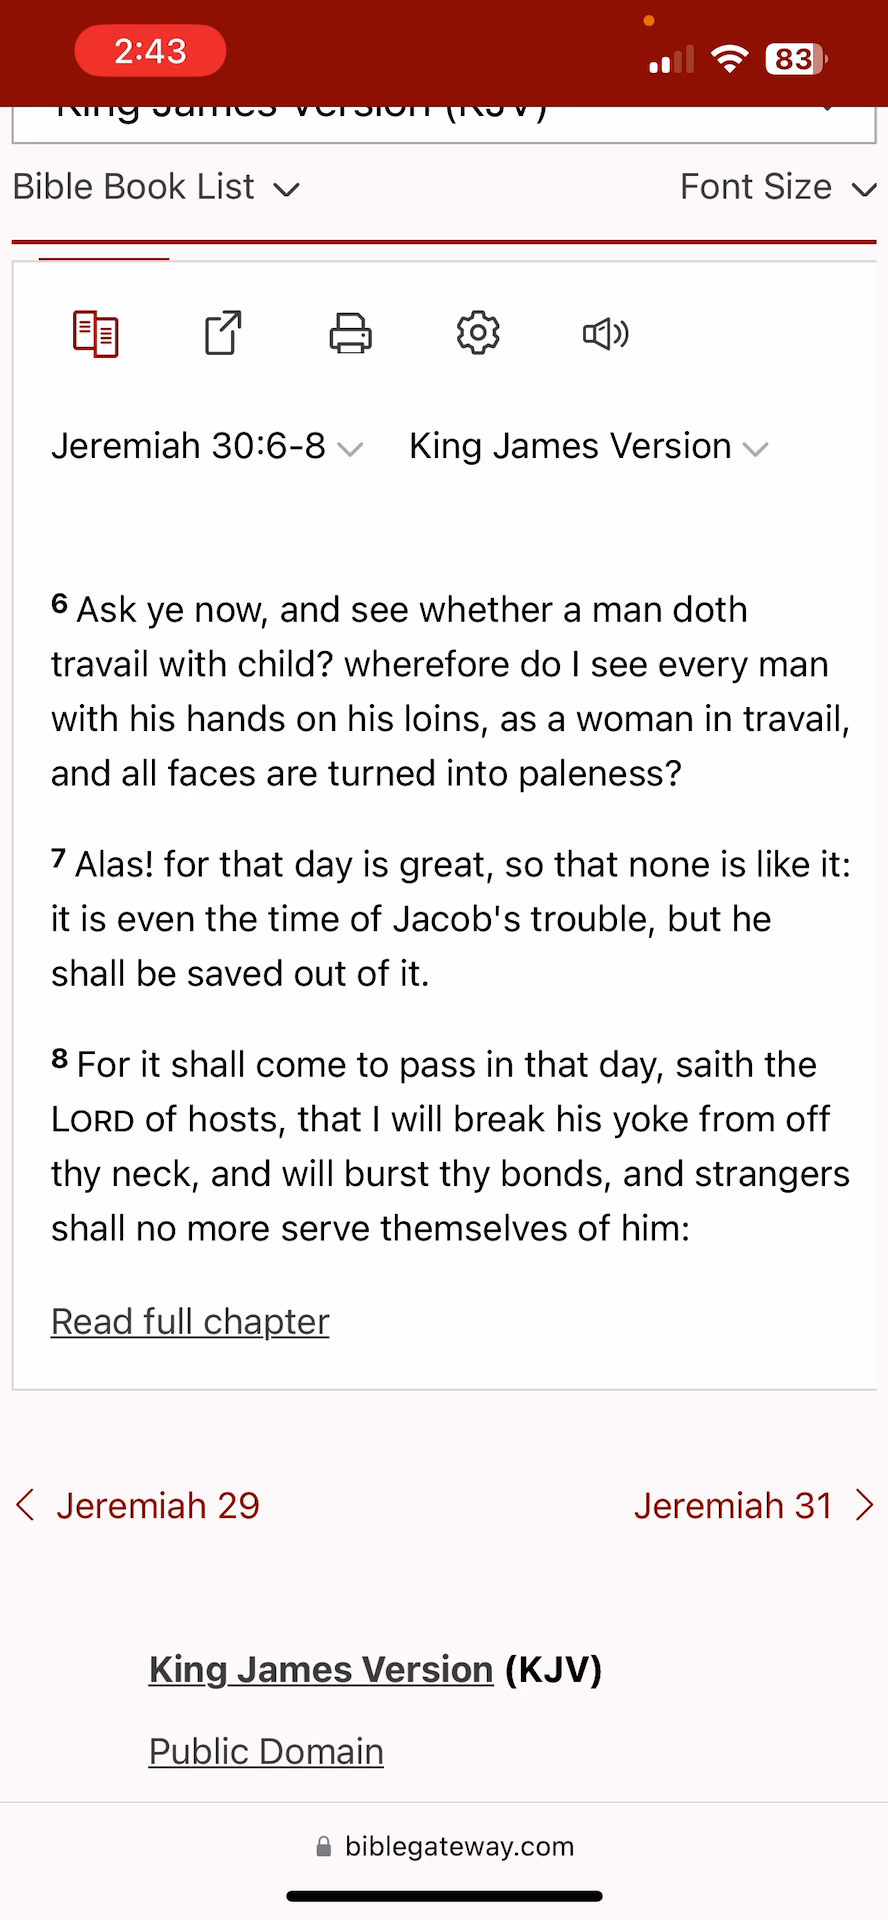 2:43
83
King James Version (KJV)
Bible Book List
Font Size
Jeremiah 30:6-8
King James Version
6 Ask ye now, and see whether a man doth
travail with child? wherefore do I see every man
with his hands on his loins, as a woman in travail,
and all faces are turned into paleness?
7 Alas! for that day is great, so that none is like it:
it is even the time of Jacob's trouble, but he
shall be saved out of it.
8 For it shall come to pass in that day, saith the
LORD of hosts, that I will break his yoke from off
thy neck, and will burst thy bonds, and strangers
shall no more serve themselves of him:
Read full chapter
Jeremiah 29
Jeremiah 31
King James Version (KJV)
Public Domain
biblegateway.com